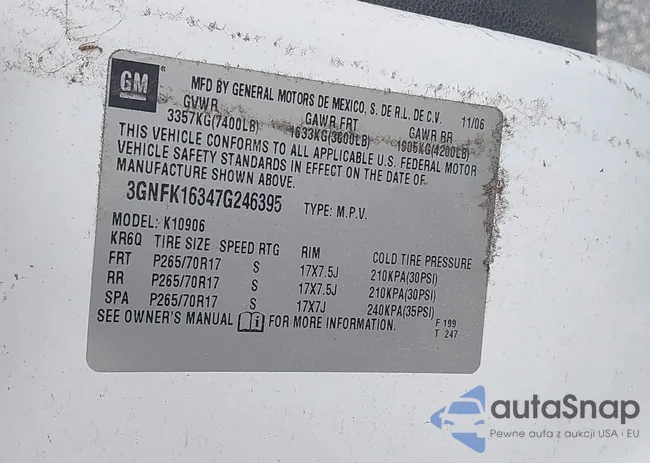 GM
MFD BY GENERAL MOTORS DE MEXICO, S. DE R.L. DE C.V. 11/06
GVWR GAWR FRT GAWR RR
3357KG(7400LB) 1633KG(3600LB) 1905KG(4200LB)
THIS VEHICLE CONFORMS TO ALL APPLICABLE U.S. FEDERAL MOTOR
VEHICLE SAFETY STANDARDS IN EFFECT ON THE DATE OF
MANUFACTURE SHOWN ABOVE.
3GNFK16347G246395 TYPE: M.P.V.
MODEL: K10906
KR6Q TIRE SIZE SPEED RTG RIM COLD TIRE PRESSURE
FRT P265/70R17 S 17X7.5J 210KPA(30PSI)
RR P265/70R17 S 17X7.5J 210KPA(30PSI)
SPA P265/70R17 S 17X7J 240KPA(35PSI)
SEE OWNER'S MANUAL FOR MORE INFORMATION. F 199
T 247
autaSnap
Pewne auta z aukcji USA i EU